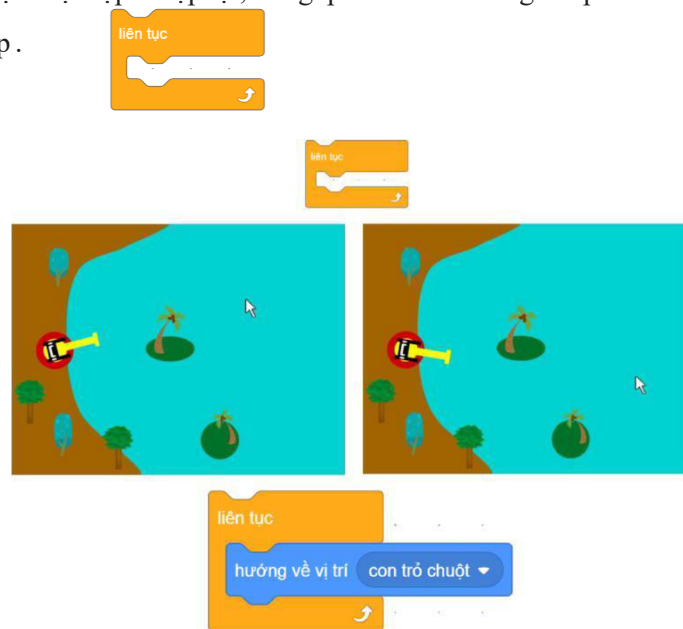 p.
liên tục
liên tục
liên tục
hướng về vị trí con trỏ chuột